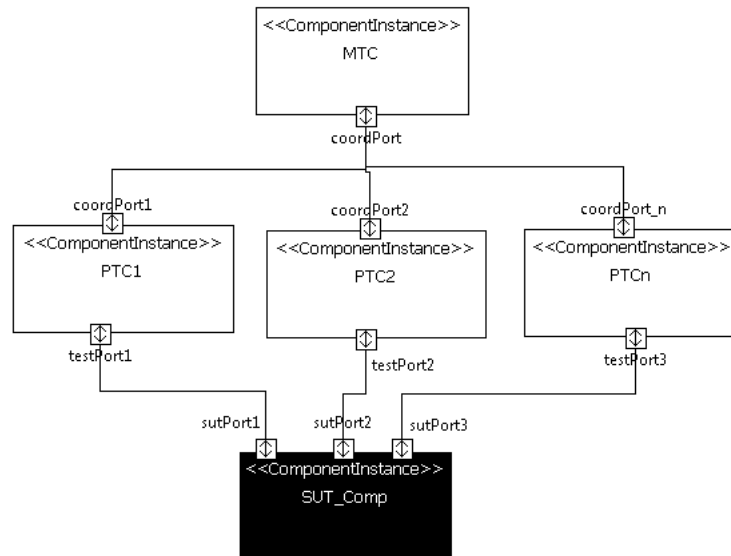 <<ComponentInstance>>
MTC
coordPort
coordPort1
coordPort2
coordPort_n
<<ComponentInstance>>
PTC1
<<ComponentInstance>>
PTC2
<<ComponentInstance>>
PTCn
testPort1
testPort2
testPort3
sutPort1
sutPort2
sutPort3
<<ComponentInstance>>
SUT_Comp